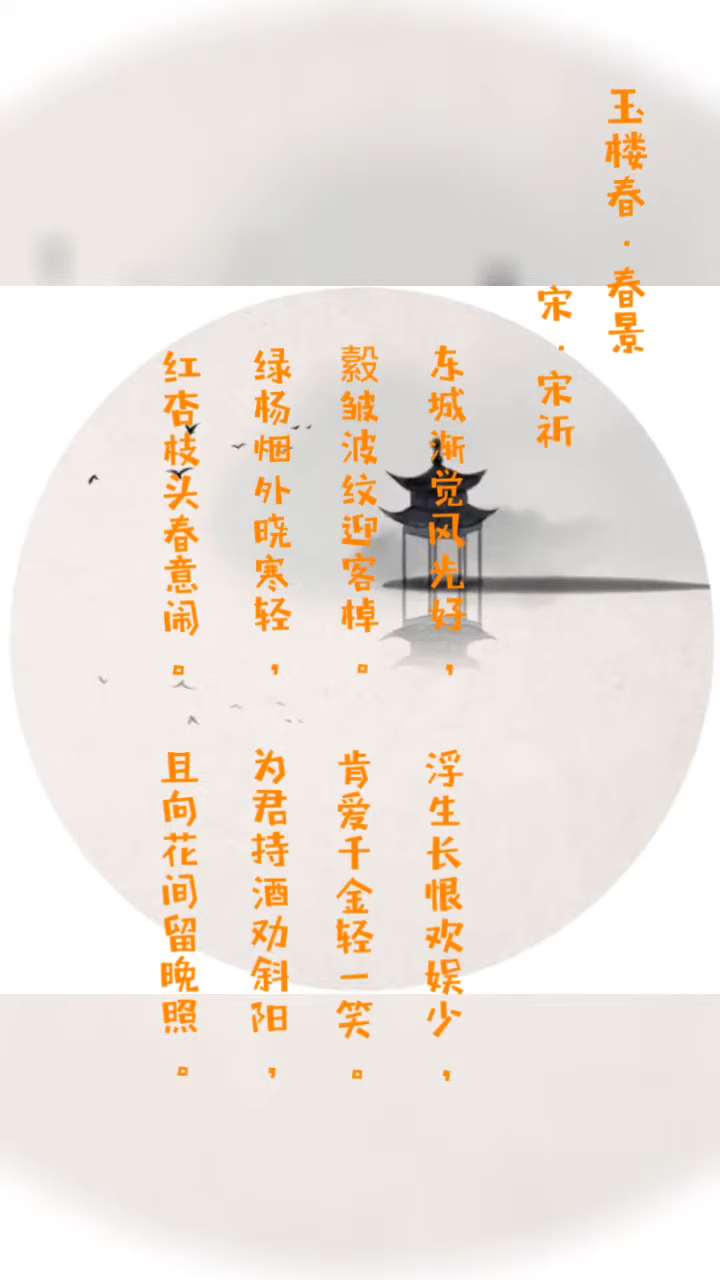 玉楼春·春景
宋·宋祈
东城渐觉风光好，
縠皱波纹迎客棹。
绿杨烟外晓寒轻，
红杏枝头春意闹。
浮生长恨欢娱少，
肯爱千金轻一笑。
为君持酒劝斜阳，
且向花间留晚照。